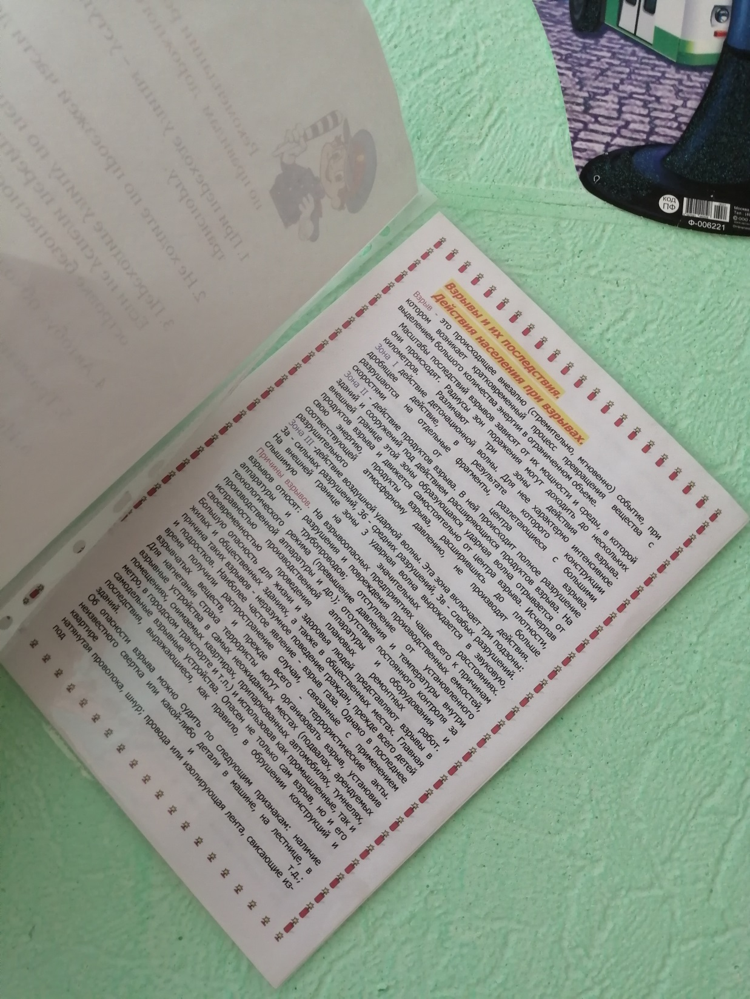 Взрывы и их последствия.
Действия населения при взрывах.
Взрыв - это происходящее внезапно (стремительно, мгновенно) событие, при
котором возникает кратковременный процесс превращения вещества с
выделением большого количества энергии в ограниченном объеме.
Масштабы последствий взрывов зависят от их мощности и среды, в которой
они происходят. Радиусы зон поражения могут доходить до нескольких
километров. Различают три зоны действия взрыва.
Зона I действие детонационной волны. Для нее характерно интенсивное
дробящее действие, в результате которого конструкции
разрушаются на отдельные фрагменты, разлетающиеся с большими
скоростями от центра взрыва.
Зона II - действие продуктов взрыва. В ней происходит полное разрушение
зданий и сооружений под действием расширяющихся продуктов взрыва. На
внешней границе этой зоны образующаяся ударная волна отрывается от
продуктов взрыва и движется самостоятельно от центра взрыва. Исчерпав
свою энергию, продукты взрыва, расширившись до плотности,
соответствующей атмосферному давлению, не производят больше
разрушительного действия.
Зона III -действие воздушной ударной волны. Эта зона включает три подзоны:
3а - сильных разрушений, 3б - средних разрушений, 3в - слабых разрушений.
На внешней границе зоны 3 ударная волна вырождается в звуковую,
слышимую на значительных расстояниях.
Причины взрывов. На взрывоопасных предприятиях чаще всего к причинам
взрывов относят: разрушения и повреждения производственных емкостей,
аппаратуры и трубопроводов; отступление от установленного
технологического режима (превышение давления и температуры внутри
производственной аппаратуры и др.); отсутствие постоянного контроля за
исправностью производственной аппаратуры и оборудования и
своевременностью проведения плановых ремонтных работ.
Большую опасность для жизни и здоровья людей представляют взрывы в
жилых и общественных зданиях, а также в общественных местах. Главная
причина таких взрывов - неразумное поведение граждан, прежде всего детей
и подростков. Наиболее частое явление - взрыв газа. Однако в последнее
время получили распространение случаи, связанные с применением
взрывчатых веществ, и прежде всего - террористические акты.
Для нагнетания страха террористы могут организовать взрыв, установив
взрывные устройства в самых неожиданных местах (подвалах, арендуемых
помещениях, снимаемых квартирах, припаркованных автомобилях, туннелях,
метро, в городском транспорте и т.п.) и использовав как промышленные, так и
самодельные взрывные устройства. Опасен не только сам взрыв, но и его
последствия, выражающиеся, как правило, в обрушении конструкций и
зданий.
Об опасности взрыва можно судить по следующим признакам: наличие
неизвестного свертка или какой-либо детали в машине, на лестнице, в
квартире и т.д.;
натянутая проволока, шнур; провода или изолирующая лента, свисающие из-
под
КОД
ПФ
Ф-006221